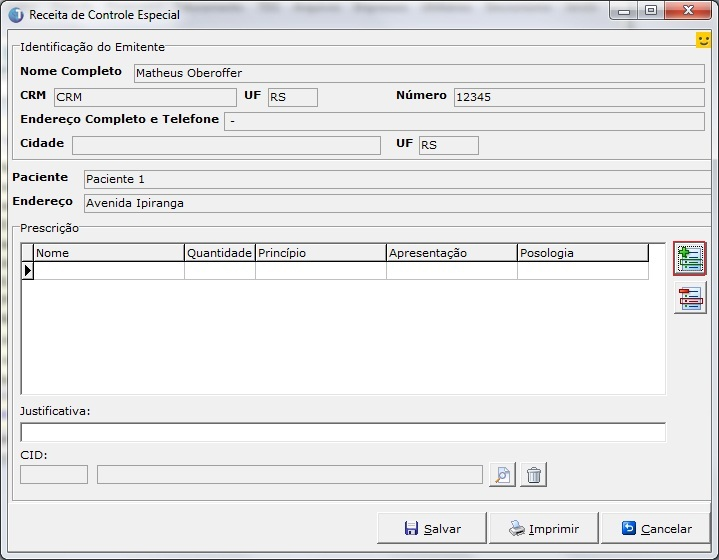 Receita de Controle Especial
Identificação do Emitente
Nome Completo Matheus Oberoffer
CRM CRM UF RS Número 12345
Endereço Completo e Telefone -
Cidade UF RS
Paciente Paciente 1
Endereço Avenida Ipiranga
Prescrição
Nome Quantidade Princípio Apresentação Posologia
Justificativa:
CID:
Salvar Imprimir Cancelar